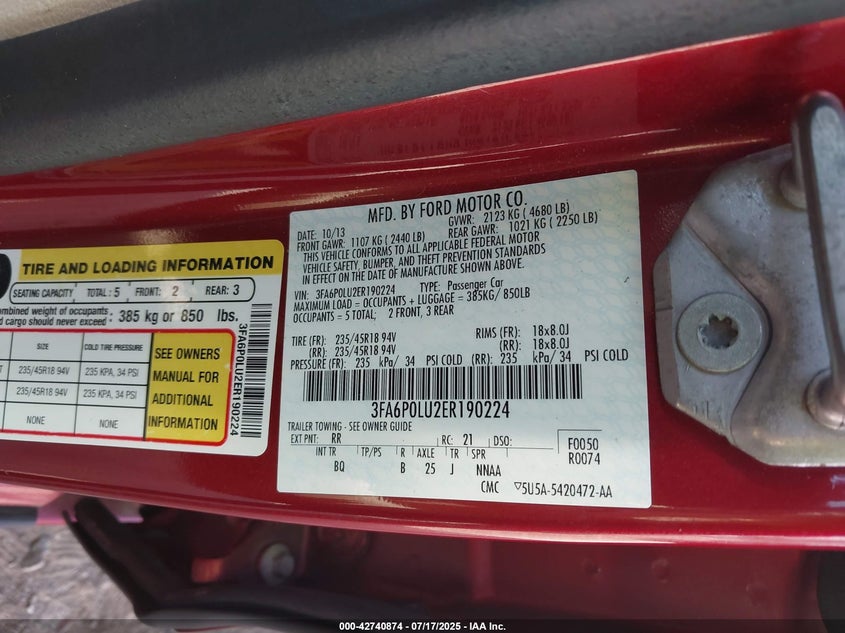 TIRE AND LOADING INFORMATION
SEATING CAPACITY TOTAL: 5 FRONT: 2 REAR: 3
combined weight of occupants
cargo should never exceed: 385 kg or 850 lbs.
SIZE COLD TIRE PRESSURE
235/45R18 94V 235 KPA, 34 PSI
235/45R18 94V 235 KPA, 34 PSI
SEE OWNERS
MANUAL FOR
ADDITIONAL
INFORMATION
3FA6P0LU2ER190224
MFD. BY FORD MOTOR CO.
DATE: 10/13 GVWR: 2123 KG ( 4680 LB)
FRONT GAWR: 1107 KG ( 2440 LB) REAR GAWR: 1021 KG ( 2250 LB)
THIS VEHICLE CONFORMS TO ALL APPLICABLE FEDERAL MOTOR
VEHICLE SAFETY, BUMPER, AND THEFT PREVENTION STANDARDS
IN EFFECT ON THE DATE OF MANUFACTURE SHOWN ABOVE.
VIN: 3FA6P0LU2ER190224 TYPE: Passenger Car
MAXIMUM LOAD = OCCUPANTS + LUGGAGE = 385KG/ 850LB
OCCUPANTS = 5 TOTAL; 2 FRONT, 3 REAR
TIRE (FR): 235/45R18 94V RIMS (FR): 18x8.0J
(RR): 235/45R18 94V (RR): 18x8.0J
PRESSURE (FR): 235 kPa/ 34 PSI COLD (RR): 235 kPa/ 34 PSI COLD
3FA6P0LU2ER190224
TRAILER TOWING - SEE OWNER GUIDE
EXT PNT: RR RC: 21 DSO: F0050
R0074
INT TR TP/PS R AXLE TR SPR
BQ B 25 J NNAA
CMC ▽5U5A-5420472-AA
000-42740874 | 07/17/2025 - IAA Inc.